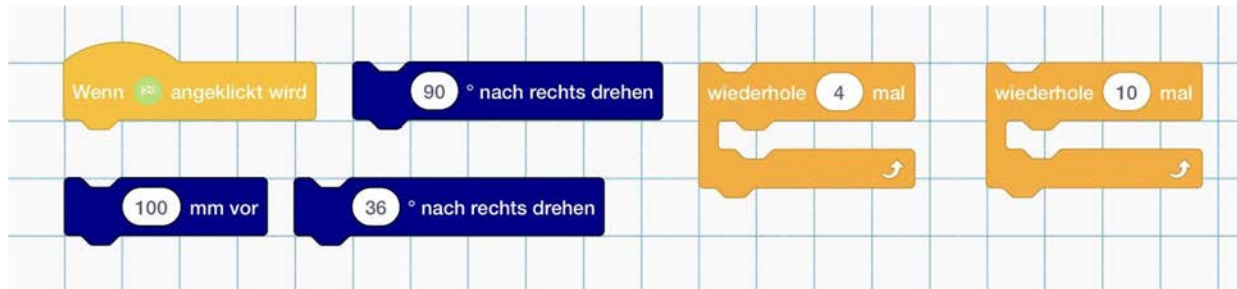 Wenn angeklickt wird
90 ° nach rechts drehen
wiederhole 4 mal
wiederhole 10 mal
100 mm vor
36 ° nach rechts drehen